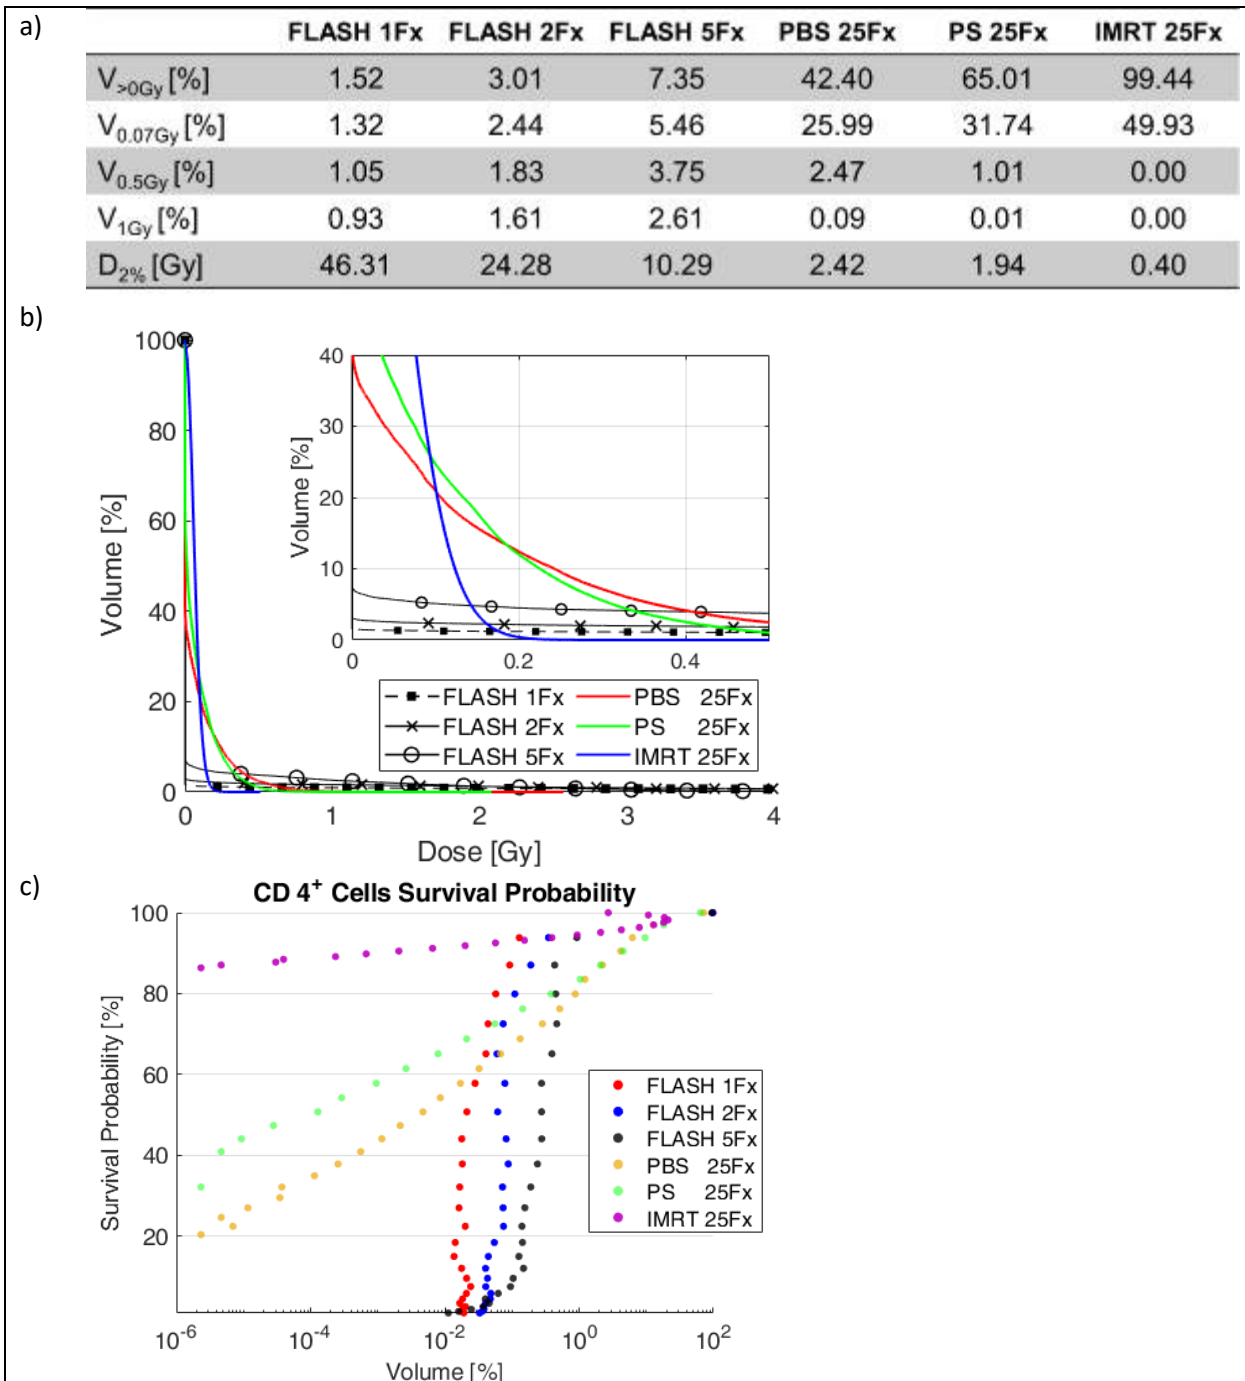 a)
FLASH 1Fx FLASH 2Fx FLASH 5Fx PBS 25Fx PS 25Fx IMRT 25Fx
V>0Gy [%] 1.52 3.01 7.35 42.40 65.01 99.44
V0.07Gy [%] 1.32 2.44 5.46 25.99 31.74 49.93
V0.5Gy [%] 1.05 1.83 3.75 2.47 1.01 0.00
V1Gy [%] 0.93 1.61 2.61 0.09 0.01 0.00
D2% [Gy] 46.31 24.28 10.29 2.42 1.94 0.40
b)
100
80
60
40
20
0
Volume [%]
0 1 2 3 4
Dose [Gy]
40
30
20
10
0
Volume [%]
0 0.2 0.4
FLASH 1Fx PBS 25Fx
FLASH 2Fx PS 25Fx
FLASH 5Fx IMRT 25Fx
c)
CD 4+ Cells Survival Probability
100
80
60
40
20
Survival Probability [%]
FLASH 1Fx
FLASH 2Fx
FLASH 5Fx
PBS 25Fx
PS 25Fx
IMRT 25Fx
10-6 10-4 10-2 100 102
Volume [%]